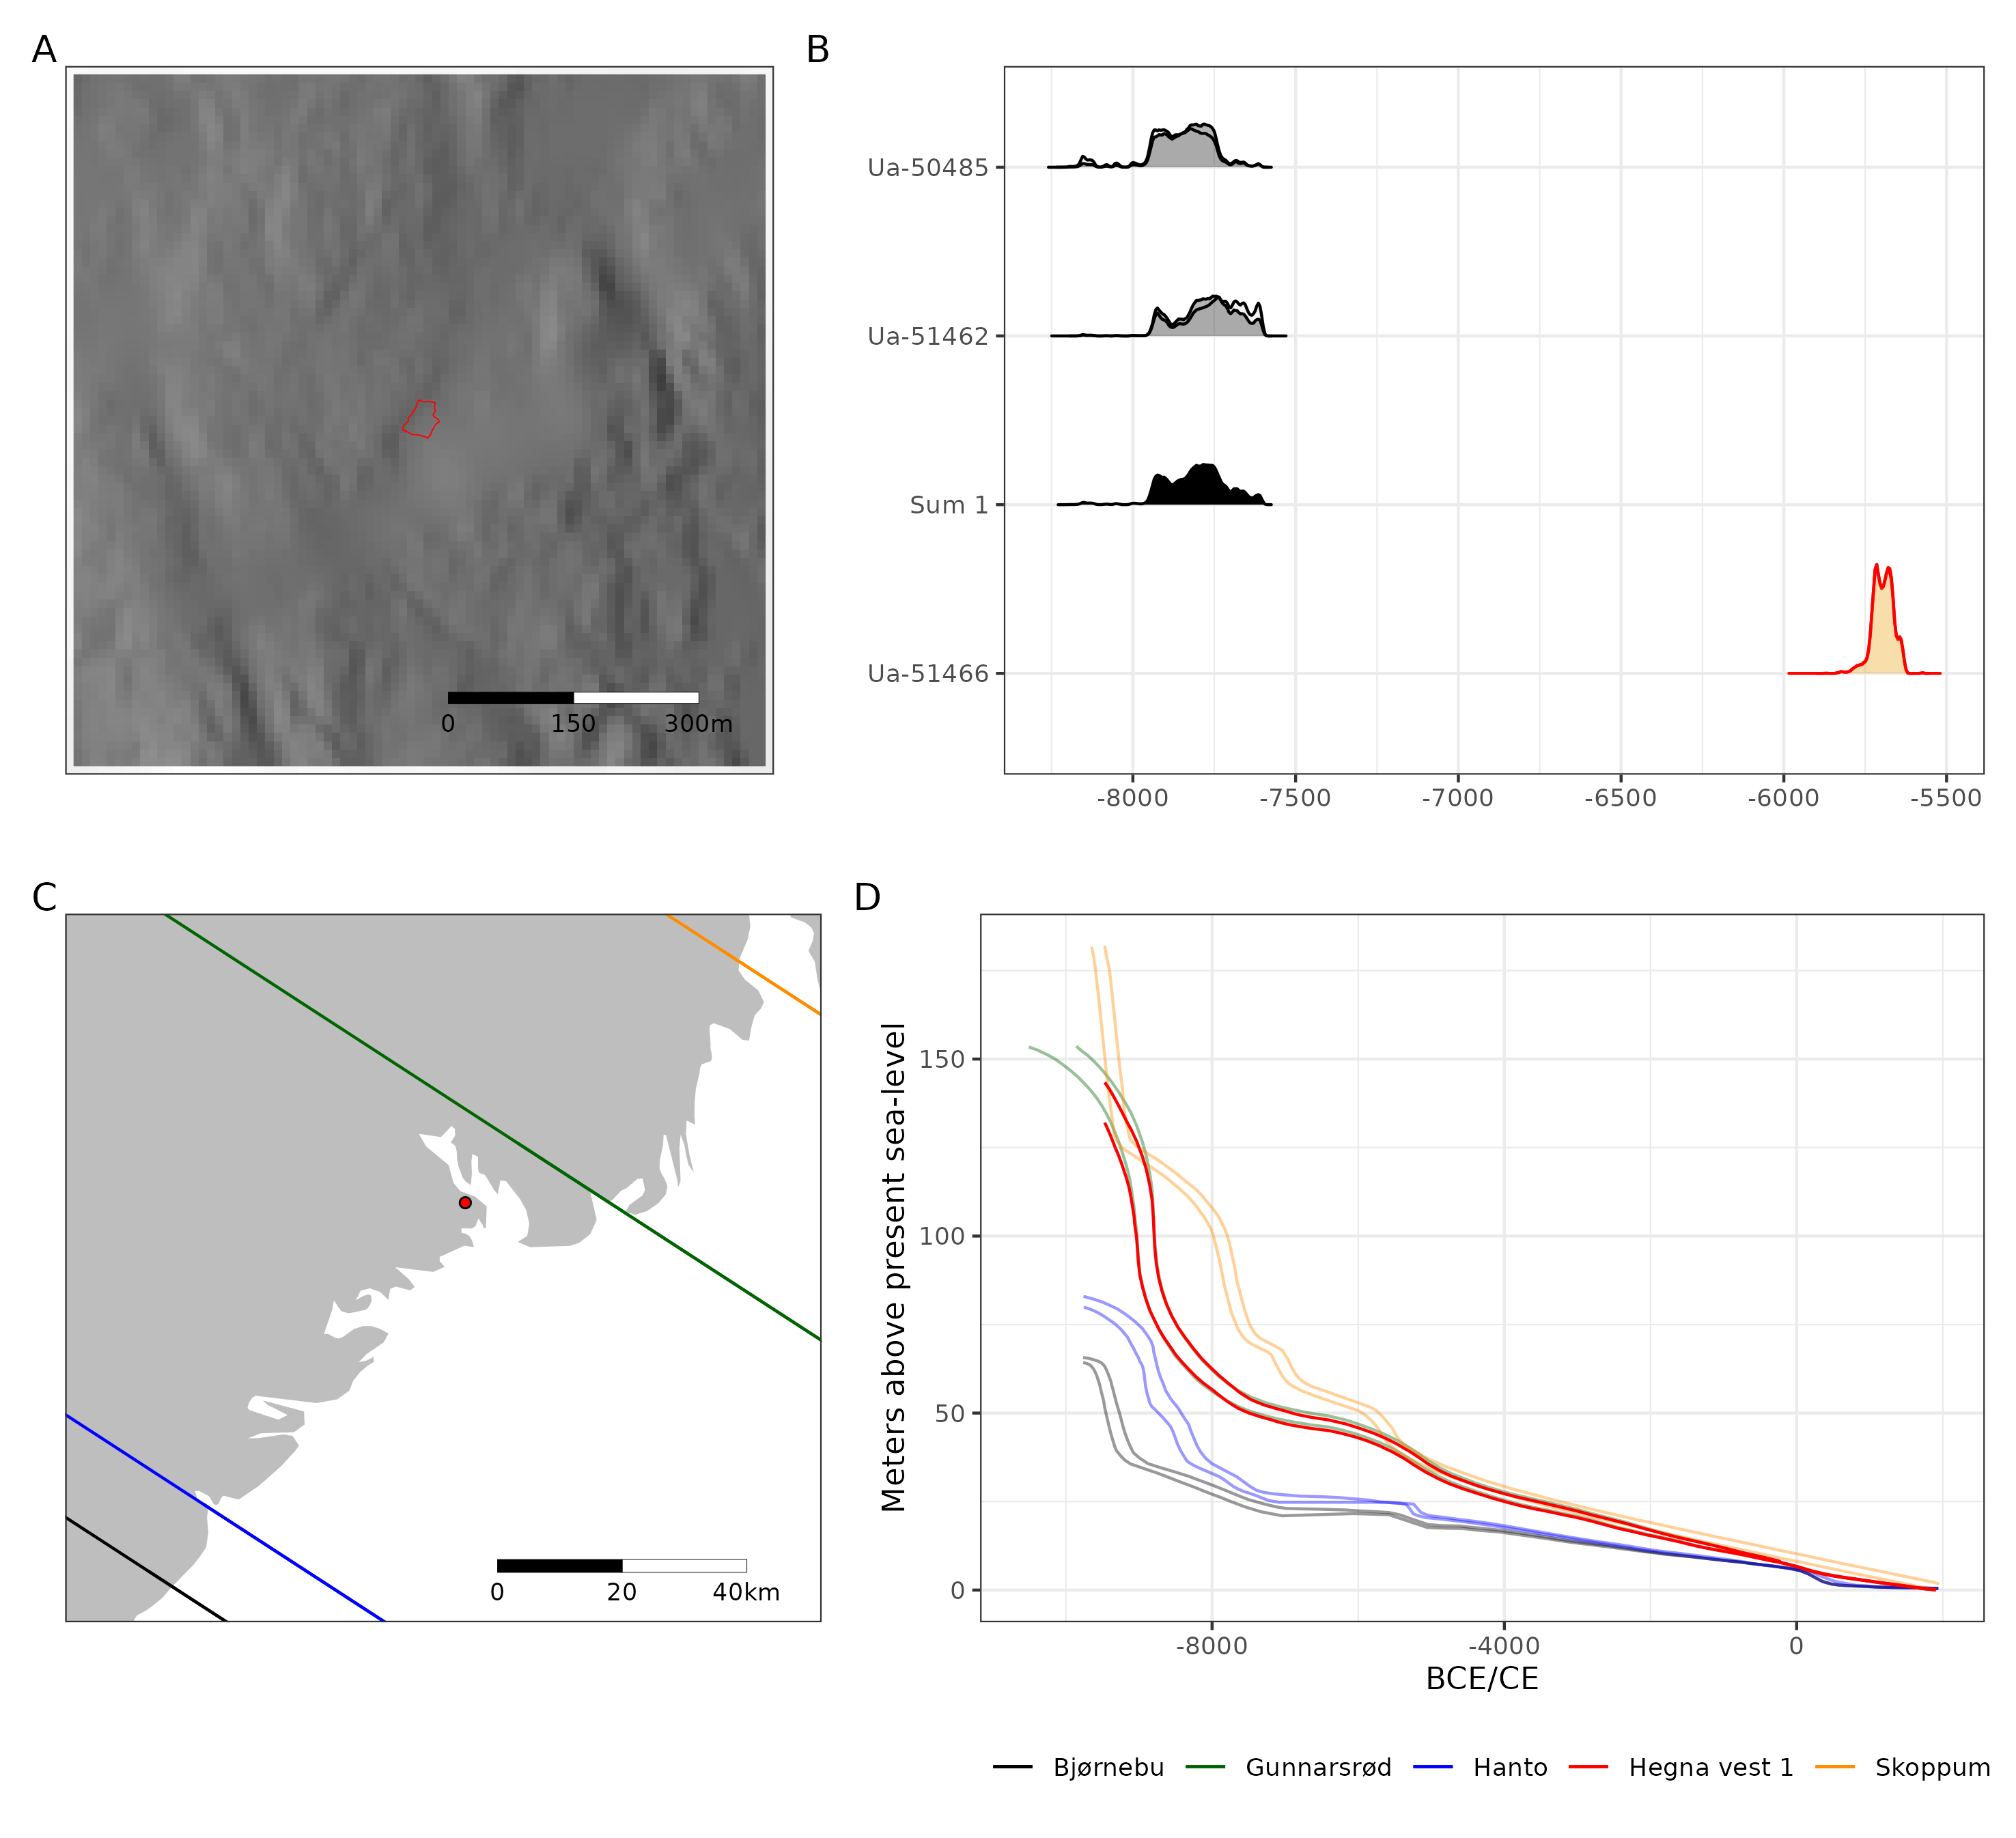 A
0 150 300m
B
Ua-50485
Ua-51462
Sum 1
Ua-51466
-8000 -7500 -7000 -6500 -6000 -5500
C
0 20 40km
D
Meters above present sea-level
150
100
50
0
-8000 -4000 0
BCE/CE
Bjørnebu Gunnarsrød Hanto Hegna vest 1 Skoppum